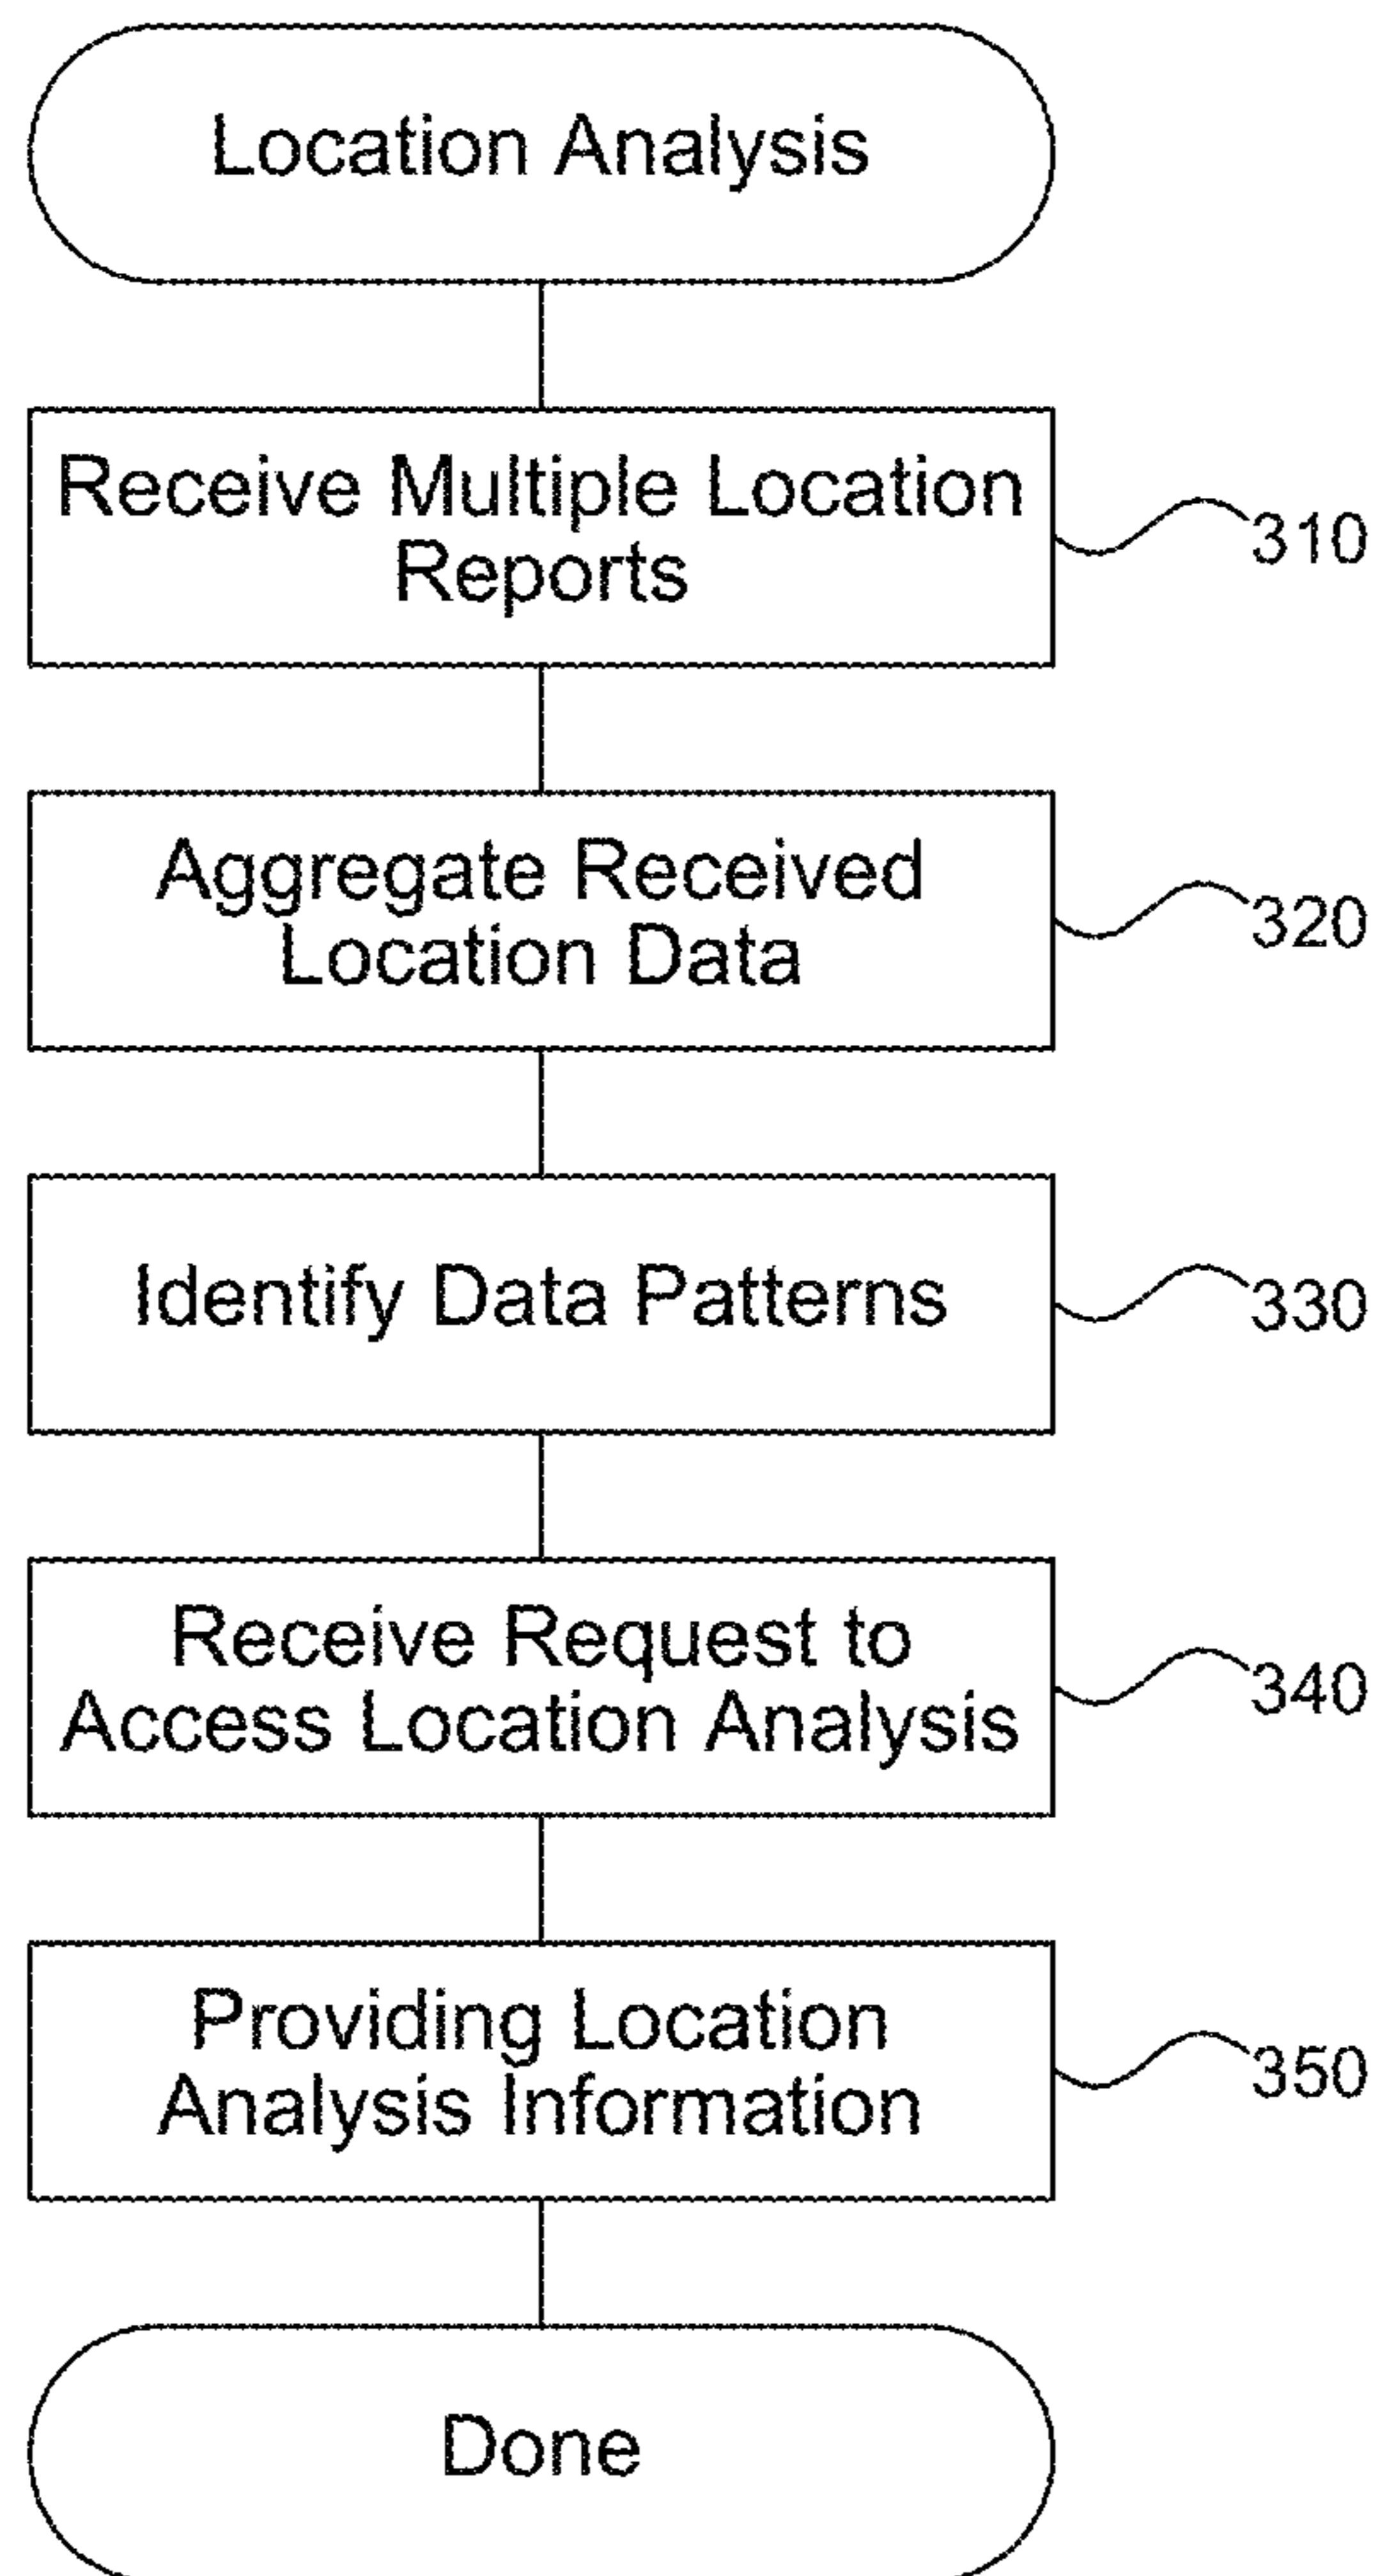 Location Analysis
Receive Multiple Location
Reports
310
Aggregate Received
Location Data
320
Identify Data Patterns
330
Receive Request to
Access Location Analysis
340
Providing Location
Analysis Information
350
Done